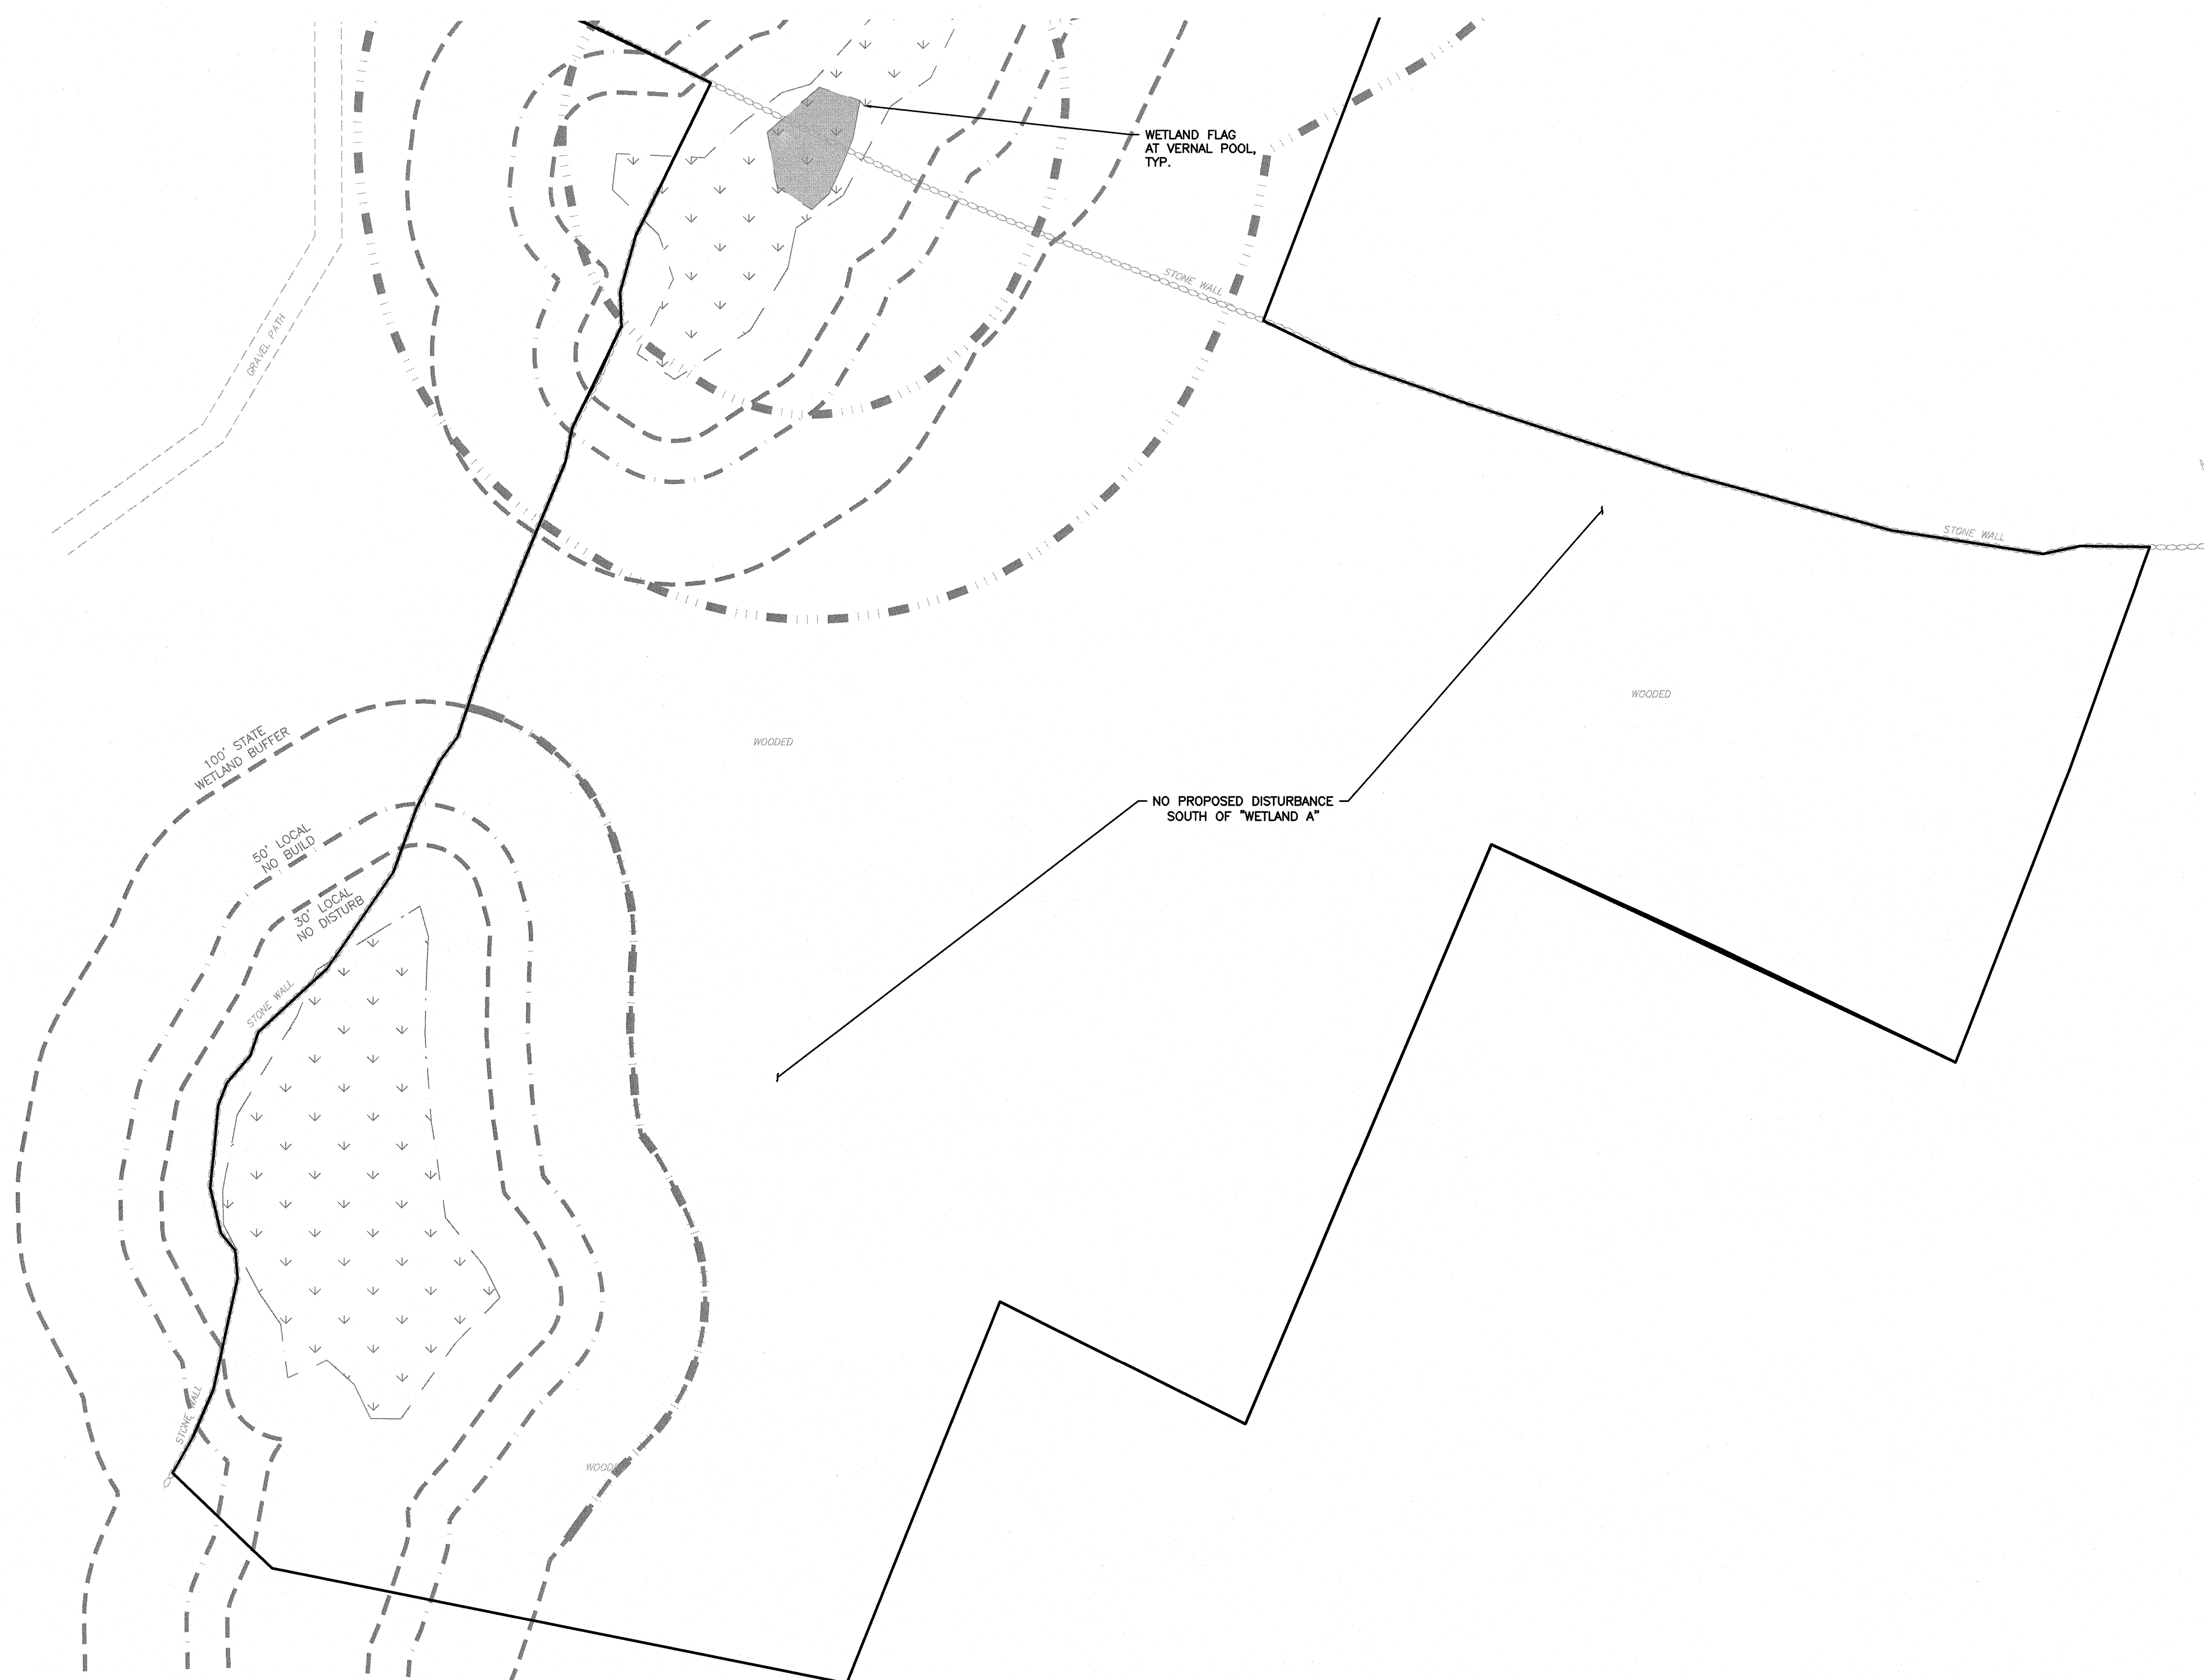 WETLAND FLAG
AT VERNAL POOL,
TYP.
STONE WALL
GRAVEL PATH
STONE WALL
WOODED
WOODED
100' STATE
WETLAND BUFFER
NO PROPOSED DISTURBANCE
SOUTH OF "WETLAND A"
50' LOCAL
NO BUILD
30' LOCAL
NO DISTURB
STONE WALL
STONE WALL
WOODED